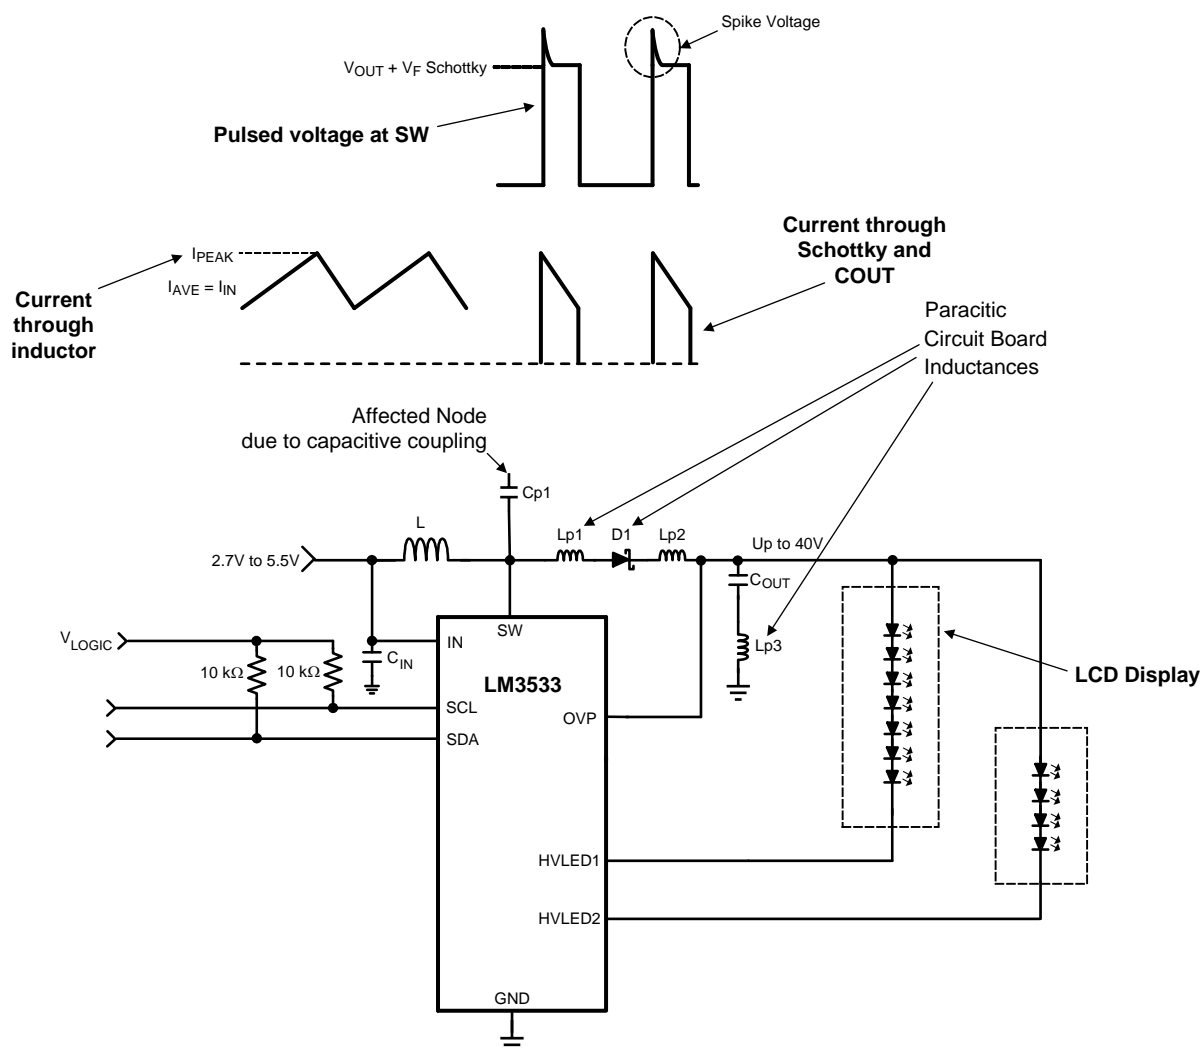 Spike Voltage
VOUT + VF Schottky
Pulsed voltage at SW
Current through
Schottky and
COUT
IPEAK
IAVE = IIN
Current
through
inductor
Paracitic
Circuit Board
Inductances
Affected Node
due to capacitive coupling
Cp1
L
Lp1
D1
Lp2
2.7V to 5.5V
Up to 40V
COUT
SW
VLOGIC
IN
CIN
Lp3
10 kΩ
10 kΩ
LM3533
LCD Display
SCL
OVP
SDA
HVLED1
HVLED2
GND